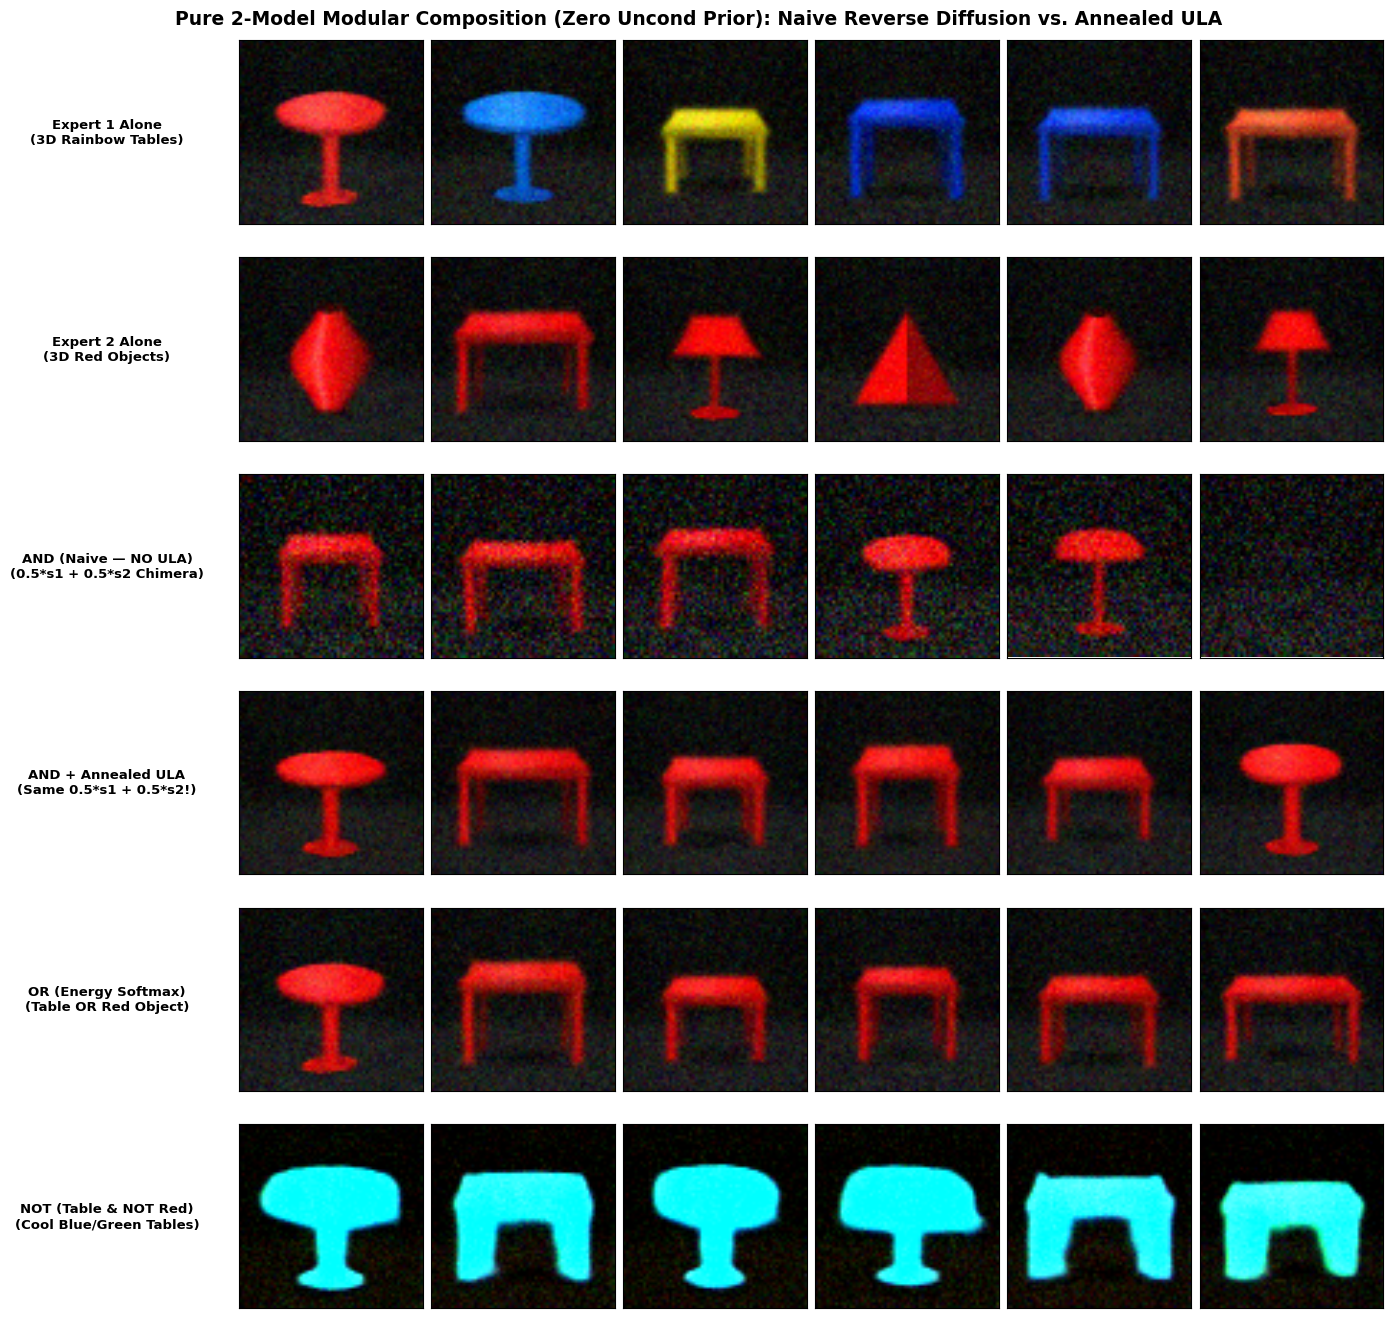 Pure 2-Model Modular Composition (Zero Uncond Prior): Naive Reverse Diffusion vs. Annealed ULA
Expert 1 Alone
(3D Rainbow Tables)
Expert 2 Alone
(3D Red Objects)
AND (Naive — NO ULA)
(0.5*s1 + 0.5*s2 Chimera)
AND + Annealed ULA
(Same 0.5*s1 + 0.5*s2!)
OR (Energy Softmax)
(Table OR Red Object)
NOT (Table & NOT Red)
(Cool Blue/Green Tables)